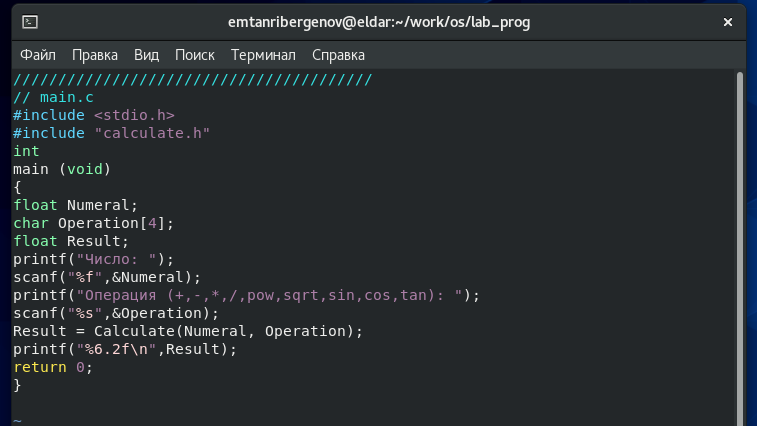 emtanribergenov@eldar:~/work/os/lab_prog
Файл Правка Вид Поиск Терминал Справка
////////////////////////////////////////
// main.c
#include <stdio.h>
#include "calculate.h"
int
main (void)
{
float Numeral;
char Operation[4];
float Result;
printf("Число: ");
scanf("%f",&Numeral);
printf("Операция (+,-,*,/,pow,sqrt,sin,cos,tan): ");
scanf("%s",&Operation);
Result = Calculate(Numeral, Operation);
printf("%6.2f\n",Result);
return 0;
}
~